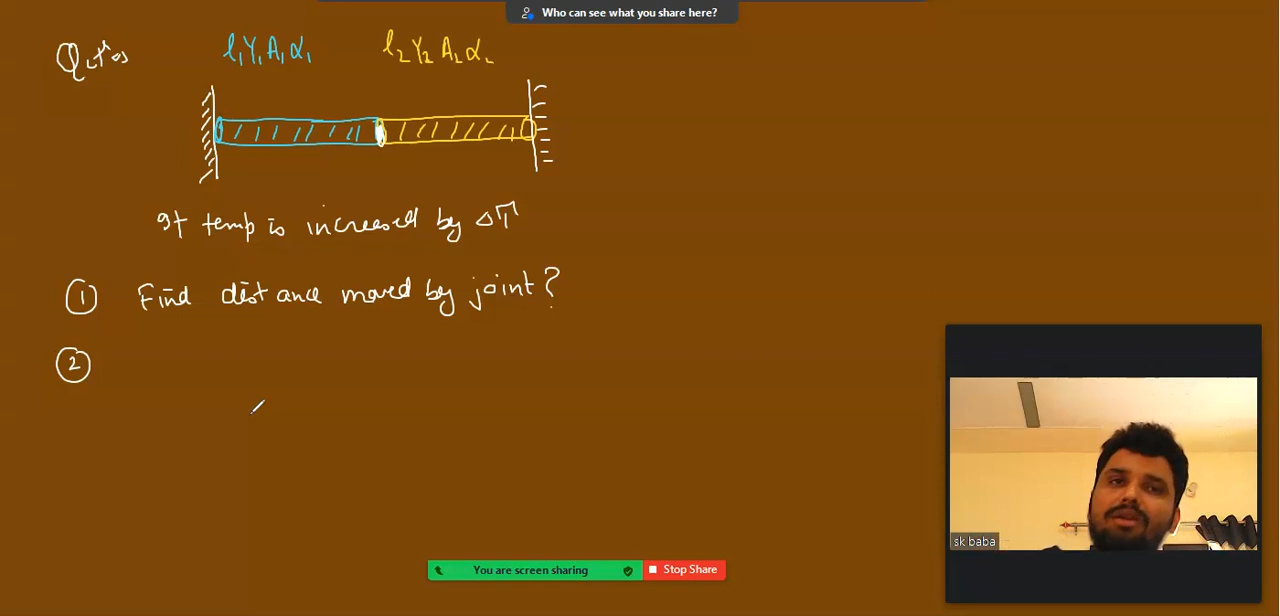 Who can see what you share here?
l₁Y₁A₁α₁ l₂Y₂A₂α₂
If temp is increased by ΔT
① Find distance moved by joint?
②
sk baba
You are screen sharing Stop Share